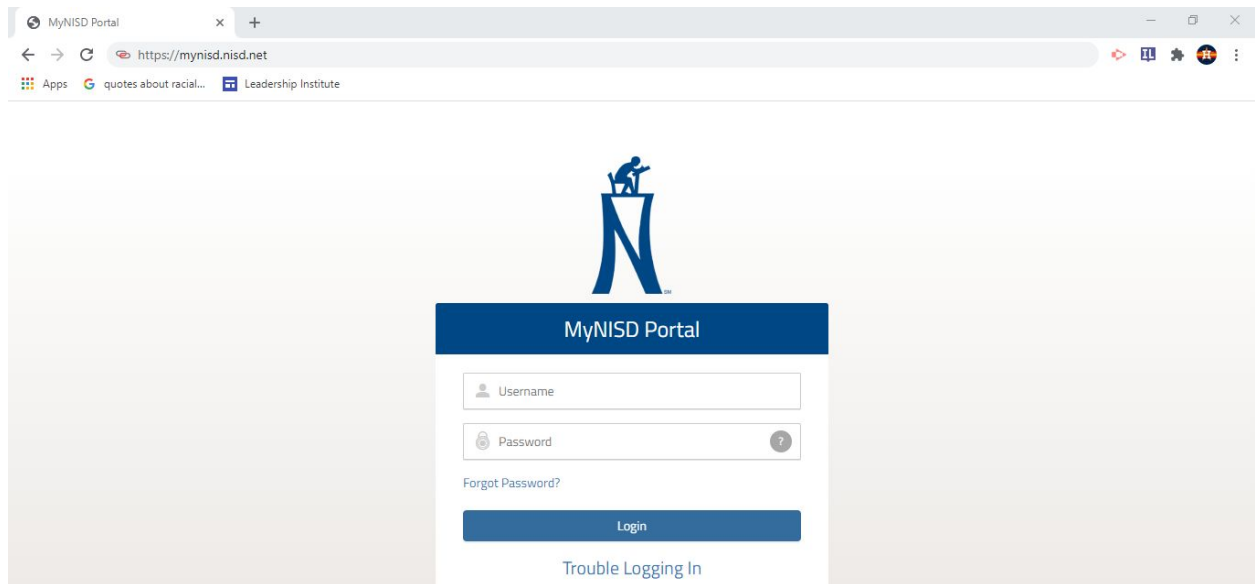 MyNISD Portal
https://mynisd.nisd.net
Apps quotes about racial... Leadership Institute
N
MyNISD Portal
Username
Password ?
Forgot Password?
Login
Trouble Logging In